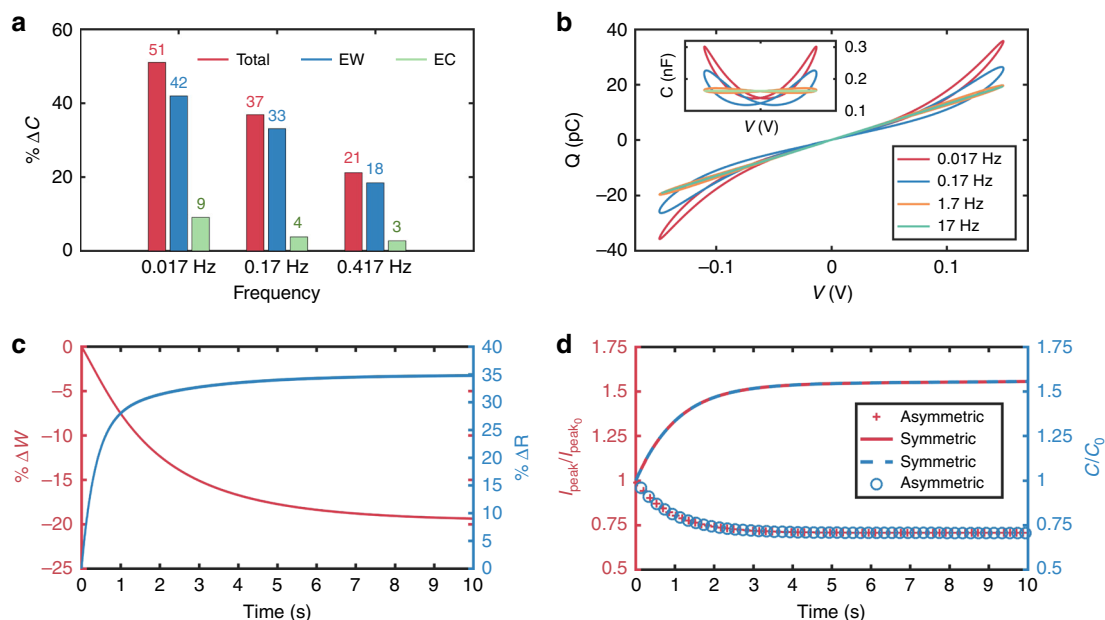 a
60
40
20
0
% ΔC
Total
EW
EC
51
42
9
37
33
4
21
18
3
0.017 Hz
0.17 Hz
0.417 Hz
Frequency
b
40
20
0
−20
−40
Q (pC)
C (nF)
0.3
0.2
0.1
V (V)
0.017 Hz
0.17 Hz
1.7 Hz
17 Hz
−0.1
0
0.1
V (V)
c
0
−5
−10
−15
−20
−25
% ΔW
40
35
30
25
20
15
10
5
0
% ΔR
0 1 2 3 4 5 6 7 8 9 10
Time (s)
d
1.75
1.5
1.25
1
0.75
0.5
I peak/I peak0
Asymmetric
Symmetric
Symmetric
Asymmetric
1.75
1.5
1.25
1
0.75
0.5
C/C0
0 1 2 3 4 5 6 7 8 9 10
Time (s)